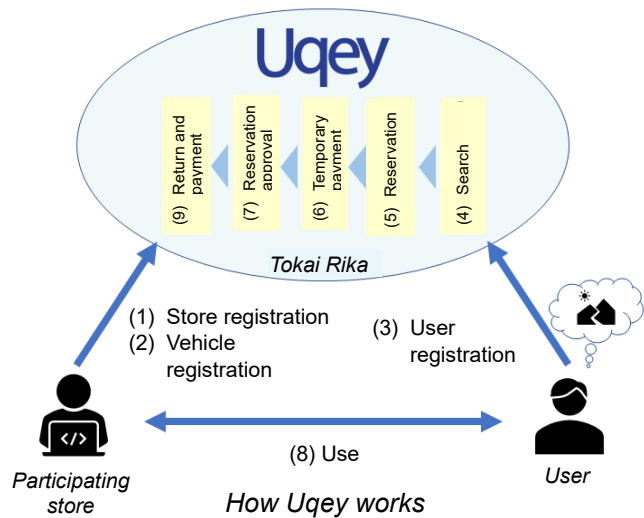 Uqey
(9) Return and
payment
(7) Reservation
approval
(6) Temporary
payment
(5) Reservation
(4) Search
Tokai Rika
(1) Store registration
(2) Vehicle
registration
(3) User
registration
</>
(8) Use
Participating
store
User
How Uqey works